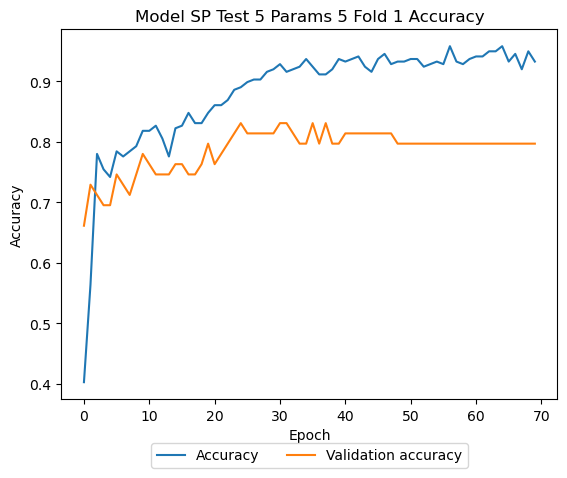 Model SP Test 5 Params 5 Fold 1 Accuracy
Accuracy
0.9
0.8
0.7
0.6
0.5
0.4
0 10 20 30 40 50 60 70
Epoch
Accuracy Validation accuracy